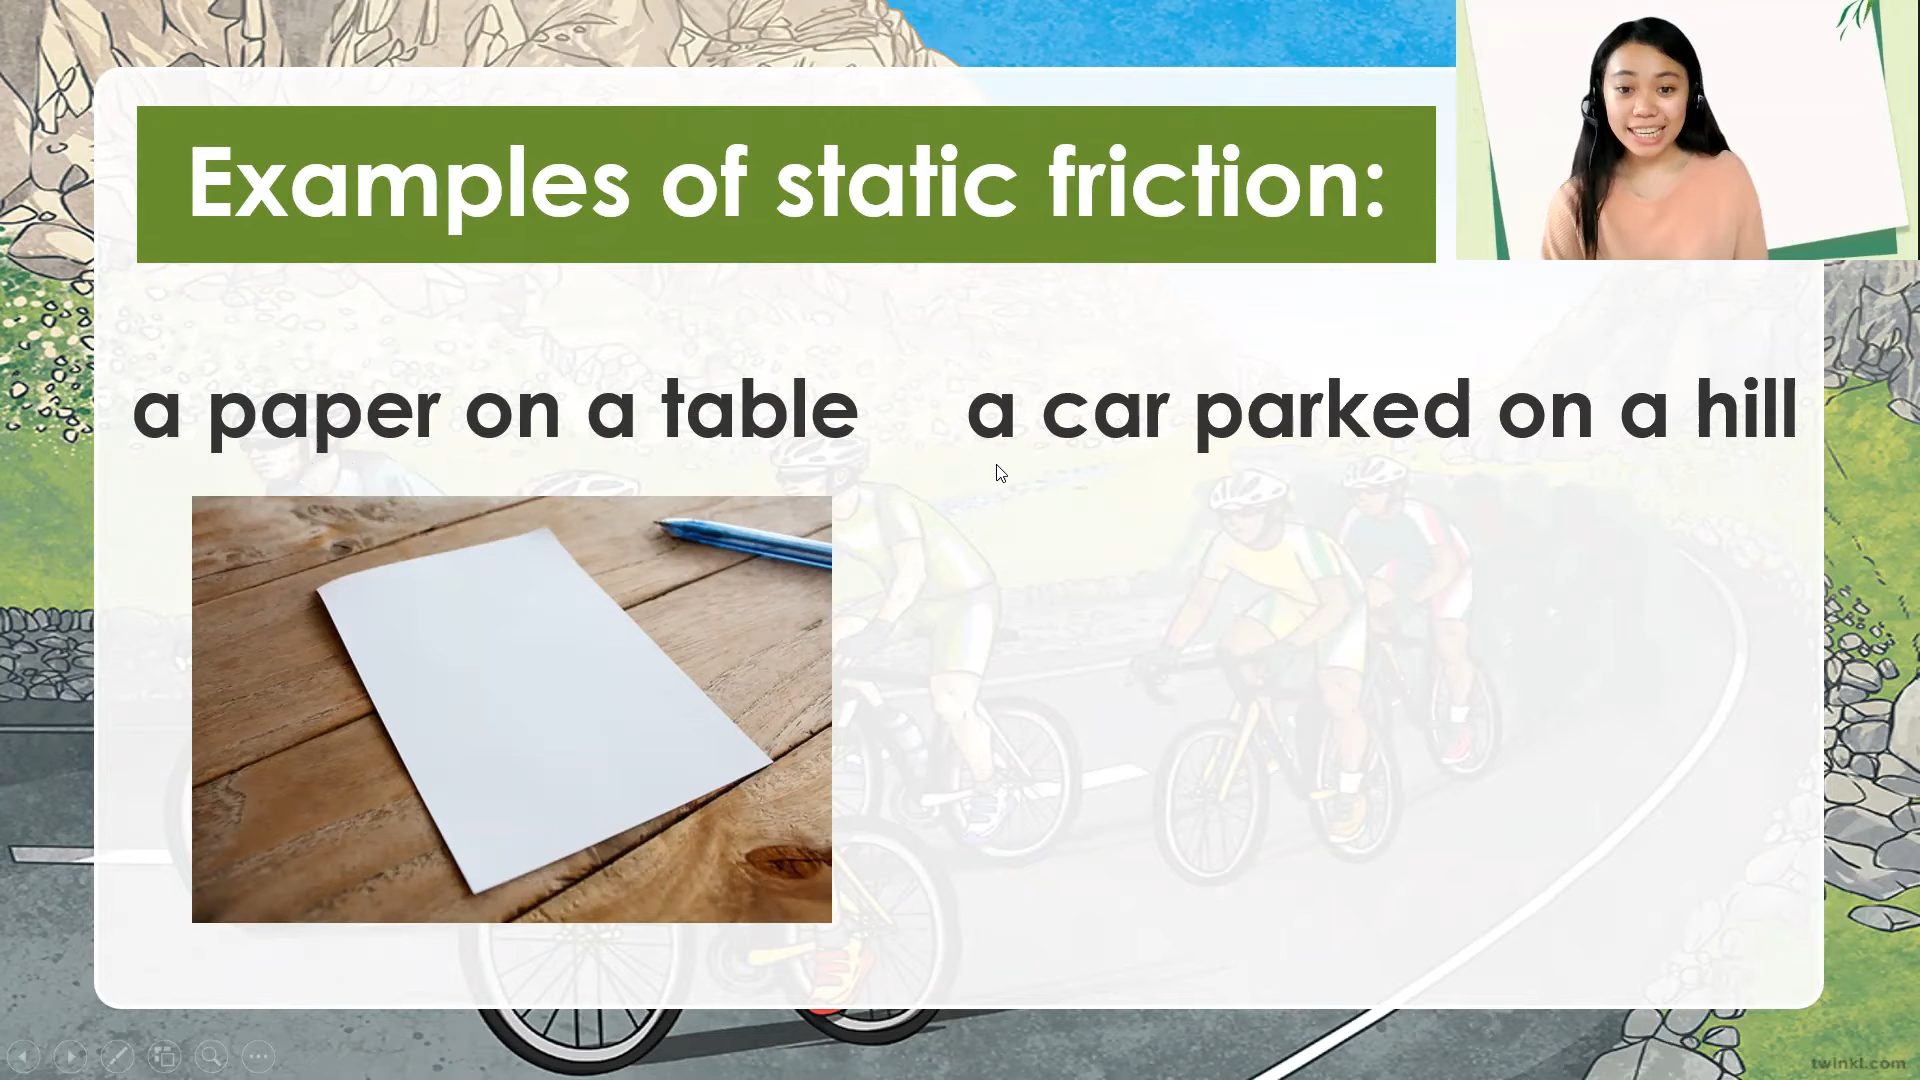 Examples of static friction:
a paper on a table
a car parked on a hill
twinkl.com